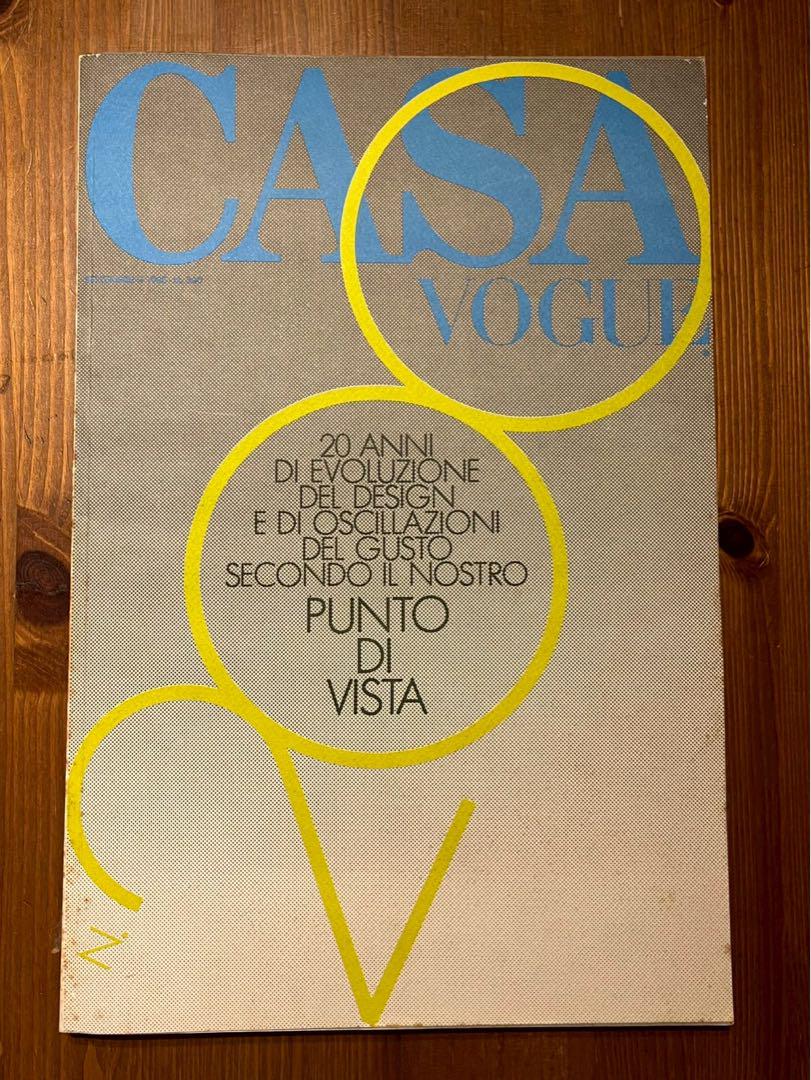 CASA
VOGUE
20 ANNI
DI EVOLUZIONE
DEL DESIGN
E DI OSCILLAZIONI
DEL GUSTO
SECONDO IL NOSTRO
PUNTO
DI
VISTA
N.